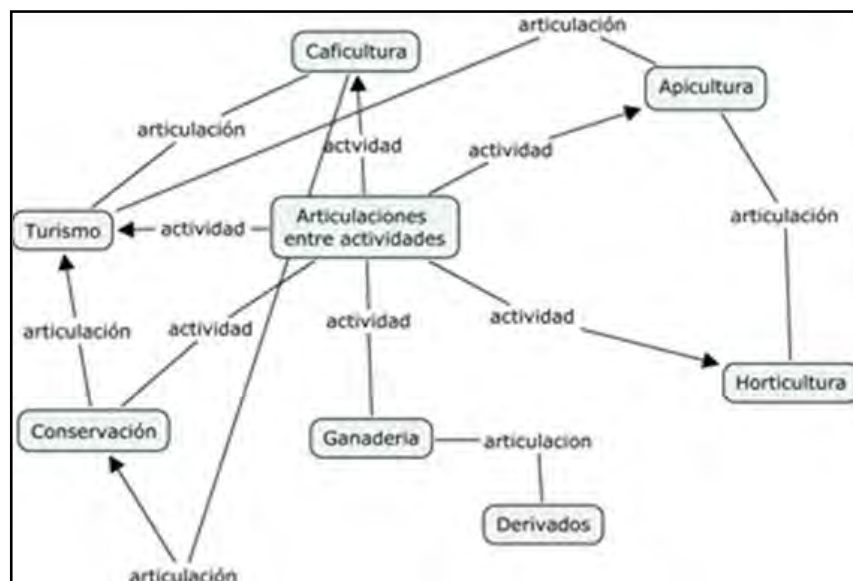 articulación
Caficultura
Apicultura
articulación
actvidad
actividad
articulación
Articulaciones
entre actividades
Turismo
actividad
articulación
actividad
actividad
actividad
Horticultura
Conservación
Ganaderia
articulacion
Derivados
articulación